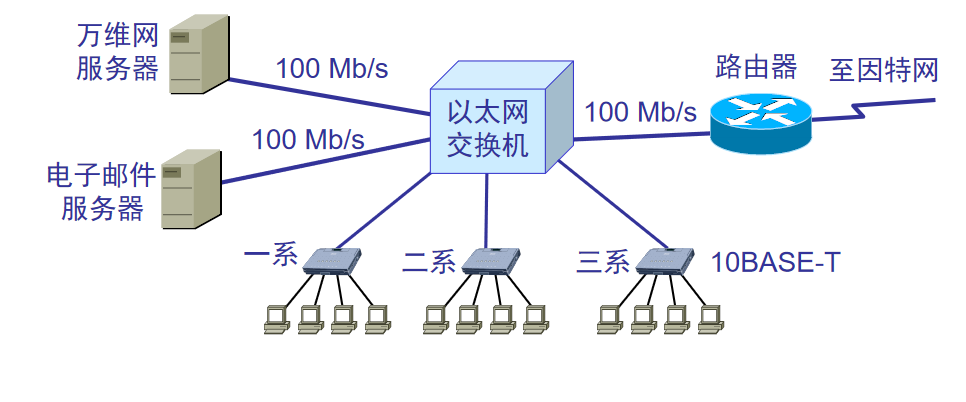 万维网
服务器
100 Mb/s
路由器
至因特网
以太网
交换机
100 Mb/s
100 Mb/s
电子邮件
服务器
一系
二系
三系
10BASE-T